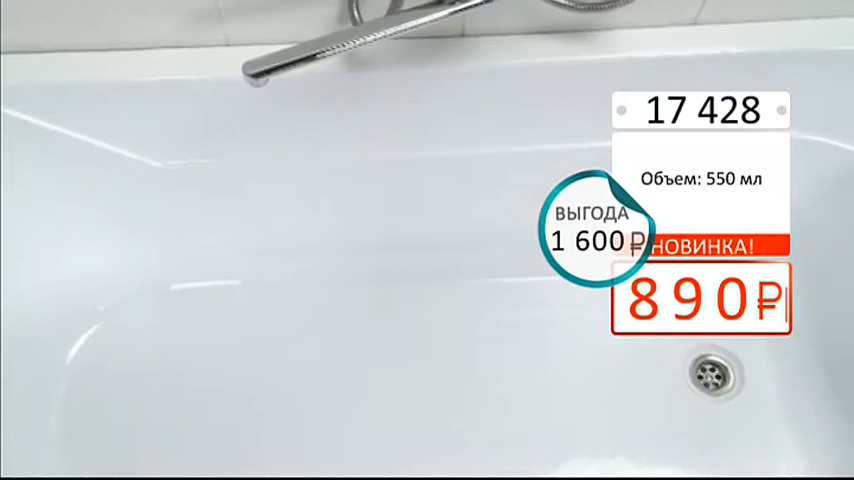 17 428
Объем: 550 мл
ВЫГОДА
1 600 ₽
НОВИНКА!
890₽